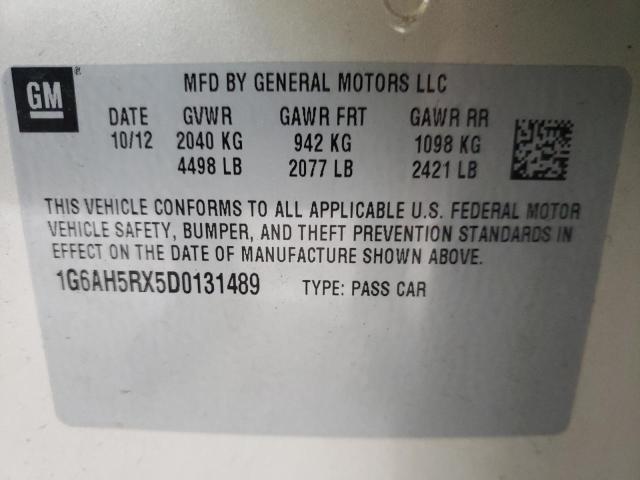 GM
®
MFD BY GENERAL MOTORS LLC
DATE GVWR GAWR FRT GAWR RR
10/12 2040 KG 942 KG 1098 KG
4498 LB 2077 LB 2421 LB
THIS VEHICLE CONFORMS TO ALL APPLICABLE U.S. FEDERAL MOTOR
VEHICLE SAFETY, BUMPER, AND THEFT PREVENTION STANDARDS IN
EFFECT ON THE DATE OF MANUFACTURE SHOWN ABOVE.
1G6AH5RX5D0131489 TYPE: PASS CAR